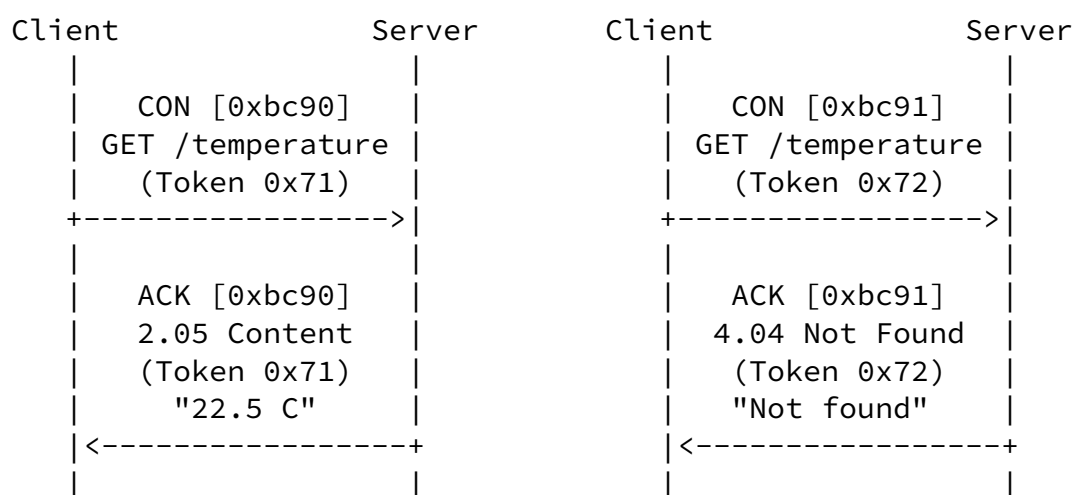 Client Server Client Server
CON [0xbc90] CON [0xbc91]
GET /temperature GET /temperature
(Token 0x71) (Token 0x72)
ACK [0xbc90] ACK [0xbc91]
2.05 Content 4.04 Not Found
(Token 0x71) (Token 0x72)
"22.5 C" "Not found"